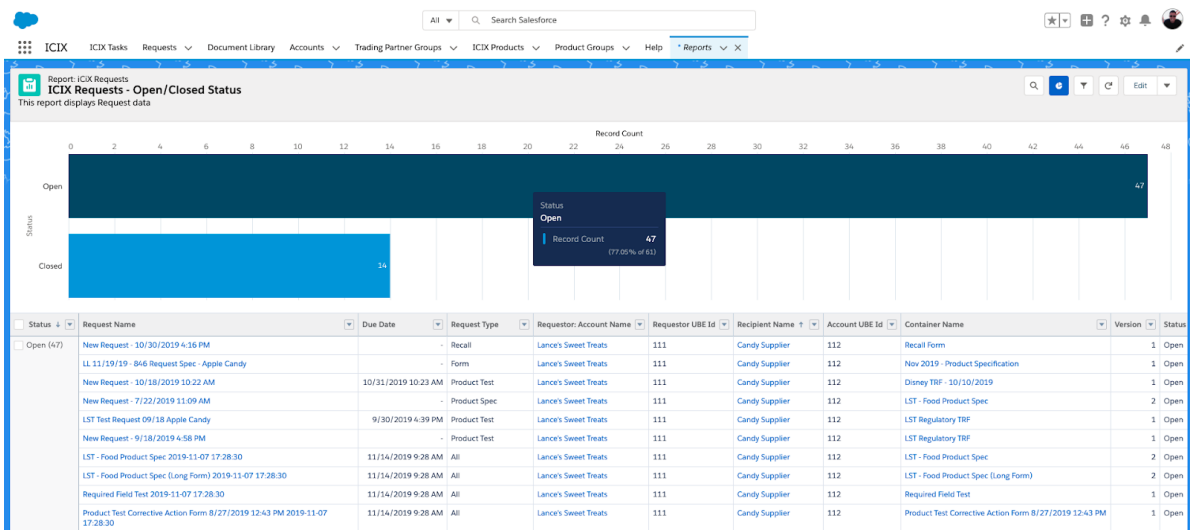 All
Search Salesforce
ICIX
ICIX Tasks
Requests
Document Library
Accounts
Trading Partner Groups
ICIX Products
Product Groups
Help
* Reports
Report: iCiX Requests
ICIX Requests - Open/Closed Status
This report displays Request data
Edit
Record Count
0 2 4 6 8 10 12 14 16 18 20 22 24 26 28 30 32 34 36 38 40 42 44 46 48
Status
Open
47
Closed
14
Status
Open
Record Count 47
(77.05% of 61)
Status ↓ Request Name Due Date Request Type Requestor: Account Name Requestor UBE Id Recipient Name ↑ Account UBE Id Container Name Version Status
Open (47) New Request - 10/30/2019 4:16 PM - Recall Lance's Sweet Treats 111 Candy Supplier 112 Recall Form 1 Open
LL 11/19/19 - 846 Request Spec - Apple Candy - Form Lance's Sweet Treats 111 Candy Supplier 112 Nov 2019 - Product Specification 1 Open
New Request - 10/18/2019 10:22 AM 10/31/2019 10:23 AM Product Test Lance's Sweet Treats 111 Candy Supplier 112 Disney TRF - 10/10/2019 1 Open
New Request - 7/22/2019 11:09 AM - Product Spec Lance's Sweet Treats 111 Candy Supplier 112 LST - Food Product Spec 2 Open
LST Test Request 09/18 Apple Candy 9/30/2019 4:39 PM Product Test Lance's Sweet Treats 111 Candy Supplier 112 LST Regulatory TRF 1 Open
New Request - 9/18/2019 4:58 PM - Product Test Lance's Sweet Treats 111 Candy Supplier 112 LST Regulatory TRF 1 Open
LST - Food Product Spec 2019-11-07 17:28:30 11/14/2019 9:28 AM All Lance's Sweet Treats 111 Candy Supplier 112 LST - Food Product Spec 2 Open
LST - Food Product Spec (Long Form) 2019-11-07 17:28:30 11/14/2019 9:28 AM All Lance's Sweet Treats 111 Candy Supplier 112 LST - Food Product Spec (Long Form) 2 Open
Required Field Test 2019-11-07 17:28:30 11/14/2019 9:28 AM All Lance's Sweet Treats 111 Candy Supplier 112 Required Field Test 1 Open
Product Test Corrective Action Form 8/27/2019 12:43 PM 2019-11-07 11/14/2019 9:28 AM All Lance's Sweet Treats 111 Candy Supplier 112 Product Test Corrective Action Form 8/27/2019 12:43 PM 1 Open
17:28:30